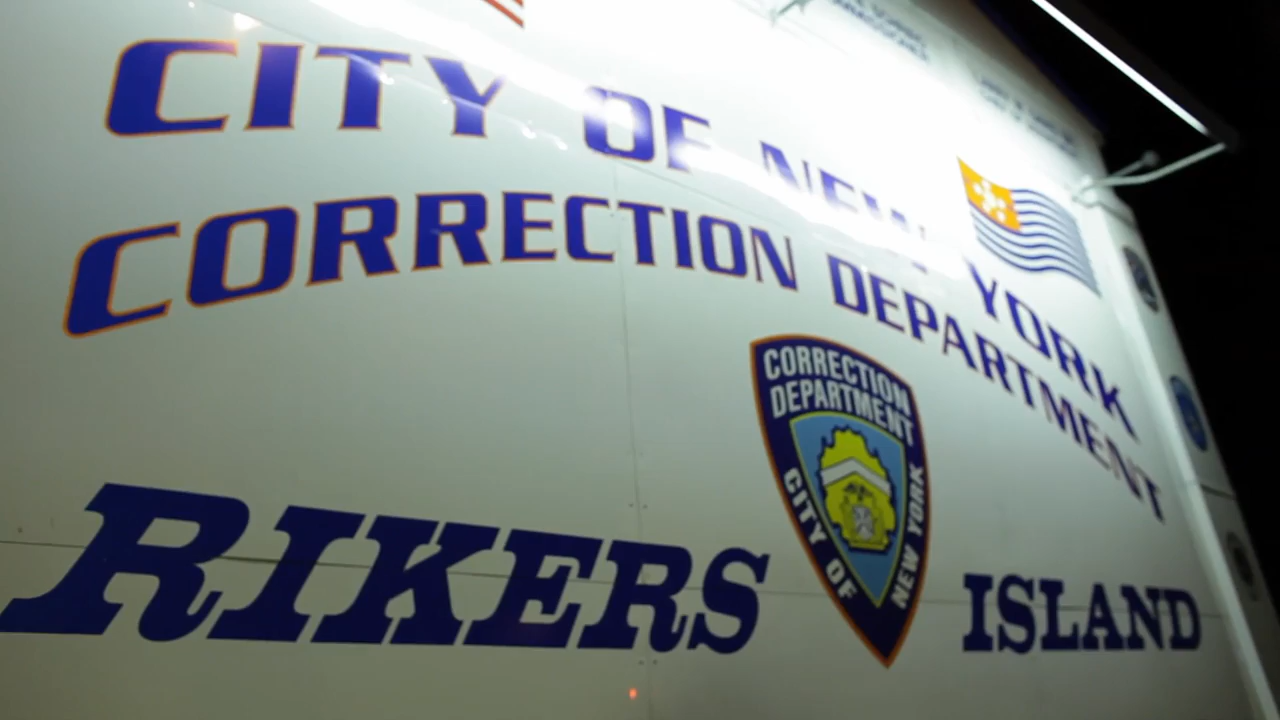 CITY OF NEW YORK
CORRECTION DEPARTMENT
CORRECTION
DEPARTMENT
CITY OF
NEW YORK
RIKERS
ISLAND